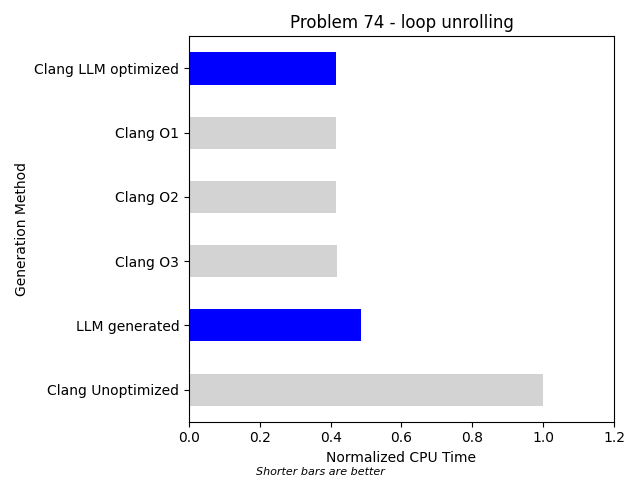 Problem 74 - loop unrolling
Clang LLM optimized
Clang O1
Clang O2
Clang O3
LLM generated
Clang Unoptimized
Generation Method
0.0 0.2 0.4 0.6 0.8 1.0 1.2
Normalized CPU Time
Shorter bars are better